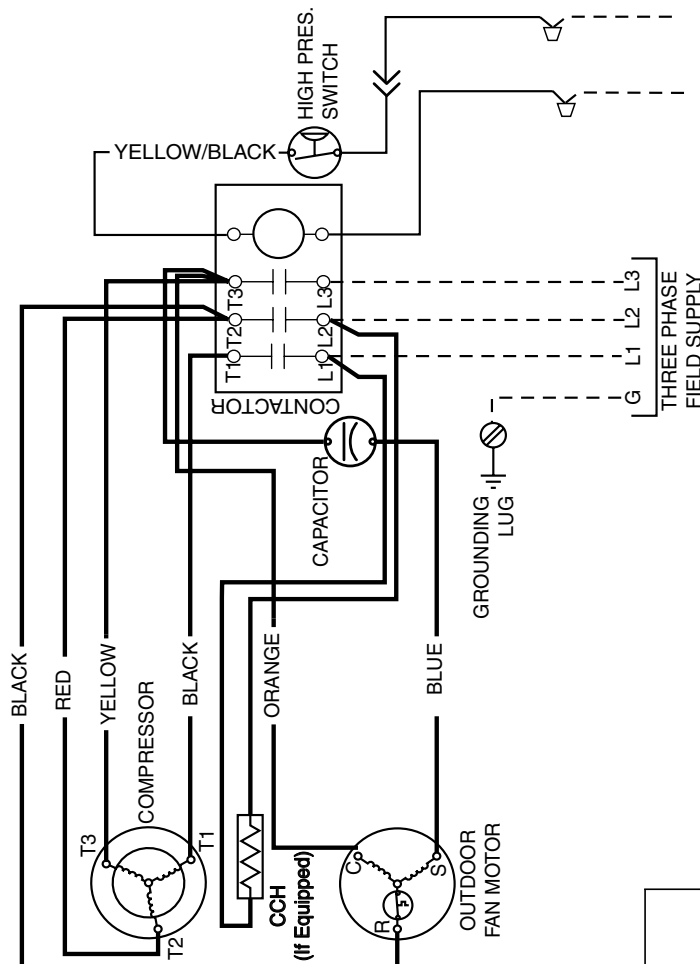 HIGH PRES.
SWITCH
YELLOW/BLACK
T3
L3
T2
L2
T1
L1
CONTACTOR
L3
L2
L1
G
THREE PHASE
FIELD SUPPLY
CAPACITOR
GROUNDING
LUG
BLACK
RED
YELLOW
BLACK
ORANGE
BLUE
COMPRESSOR
T3
T1
T2
CCH
(If Equipped)
C
S
R
OUTDOOR
FAN MOTOR